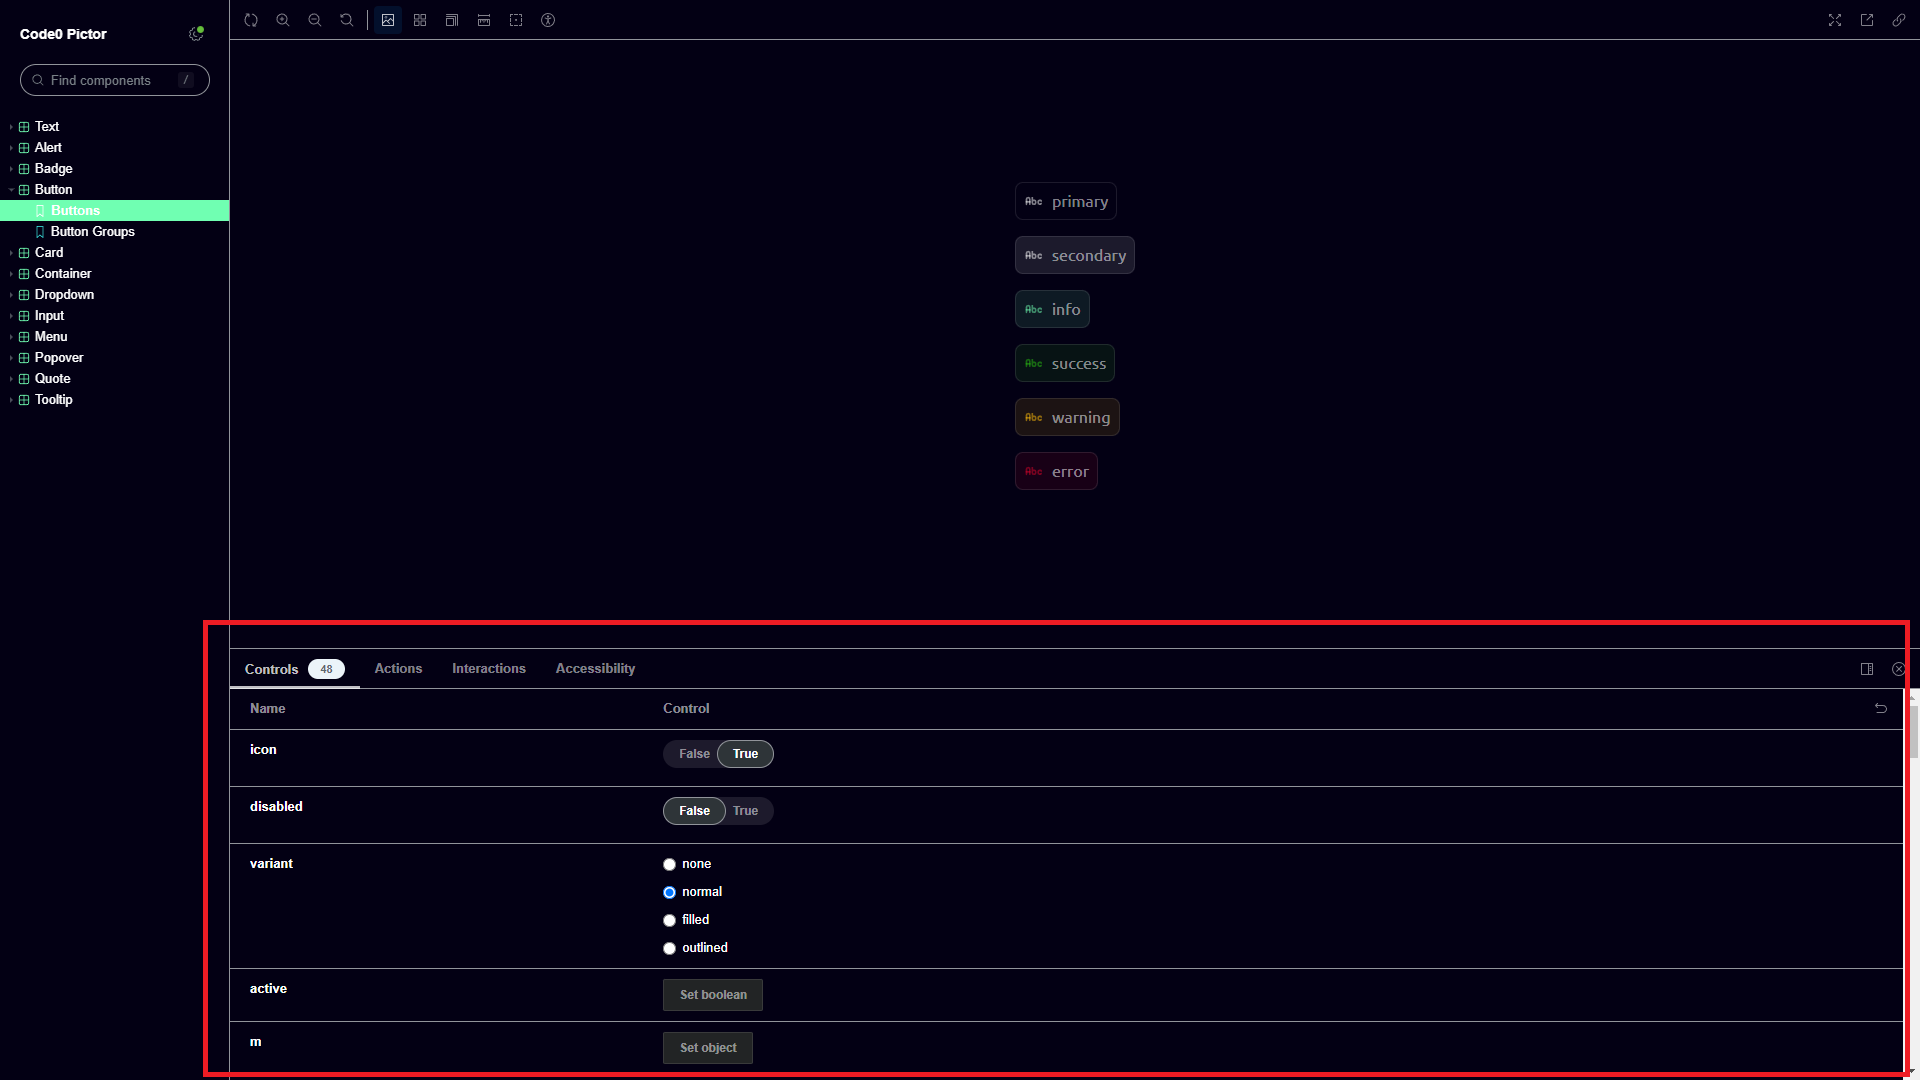 Code0 Pictor
Find components /
Text
Alert
Badge
Button
Buttons
Button Groups
Card
Container
Dropdown
Input
Menu
Popover
Quote
Tooltip
Abc primary
Abc secondary
Abc info
Abc success
Abc warning
Abc error
Controls 48 Actions Interactions Accessibility
Name Control
icon False True
disabled False True
variant none
normal
filled
outlined
active Set boolean
m Set object